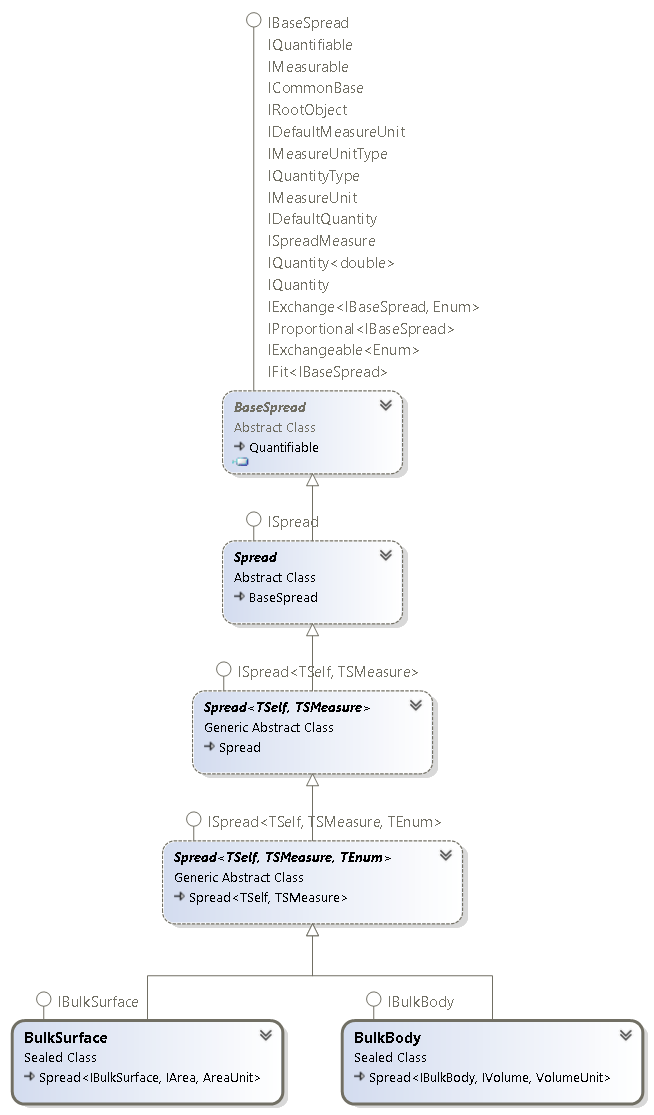 IBaseSpread
IQuantifiable
IMeasurable
ICommonBase
IRootObject
IDefaultMeasureUnit
IMeasureUnitType
IQuantityType
IMeasureUnit
IDefaultQuantity
ISpreadMeasure
IQuantity<double>
IQuantity
IExchange<IBaseSpread, Enum>
IProportional<IBaseSpread>
IExchangeable<Enum>
IFit<IBaseSpread>
BaseSpread
Abstract Class
Quantifiable
ISpread
Spread
Abstract Class
BaseSpread
ISpread<TSelf, TSMeasure>
Spread<TSelf, TSMeasure>
Generic Abstract Class
Spread
ISpread<TSelf, TSMeasure, TEnum>
Spread<TSelf, TSMeasure, TEnum>
Generic Abstract Class
Spread<TSelf, TSMeasure>
IBulkSurface
BulkSurface
Sealed Class
Spread<IBulkSurface, IArea, AreaUnit>
IBulkBody
BulkBody
Sealed Class
Spread<IBulkBody, IVolume, VolumeUnit>